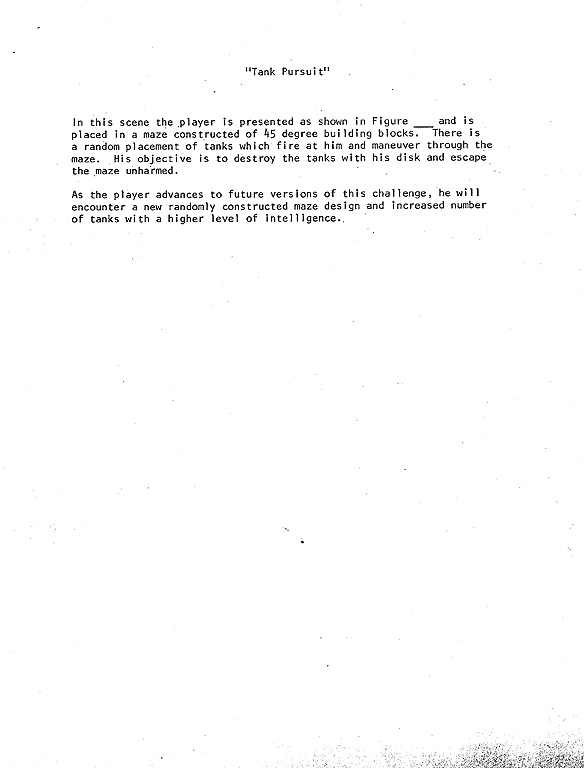 "Tank Pursuit"
In this scene the player is presented as shown in Figure ___ and is
placed in a maze constructed of 45 degree building blocks. There is
a random placement of tanks which fire at him and maneuver through the
maze. His objective is to destroy the tanks with his disk and escape
the maze unharmed.
As the player advances to future versions of this challenge, he will
encounter a new randomly constructed maze design and increased number
of tanks with a higher level of intelligence.